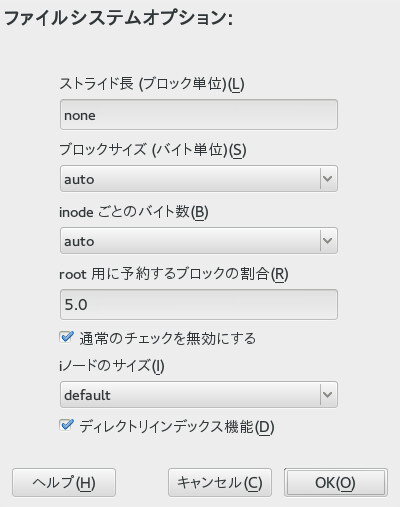 ファイルシステムオプション:
ストライド長 (ブロック単位)(L)
none
ブロックサイズ (バイト単位)(S)
auto
inode ごとのバイト数(B)
auto
root 用に予約するブロックの割合(R)
5.0
通常のチェックを無効にする
iノードのサイズ(I)
default
ディレクトリインデックス機能(D)
ヘルプ(H) キャンセル(C) OK(O)